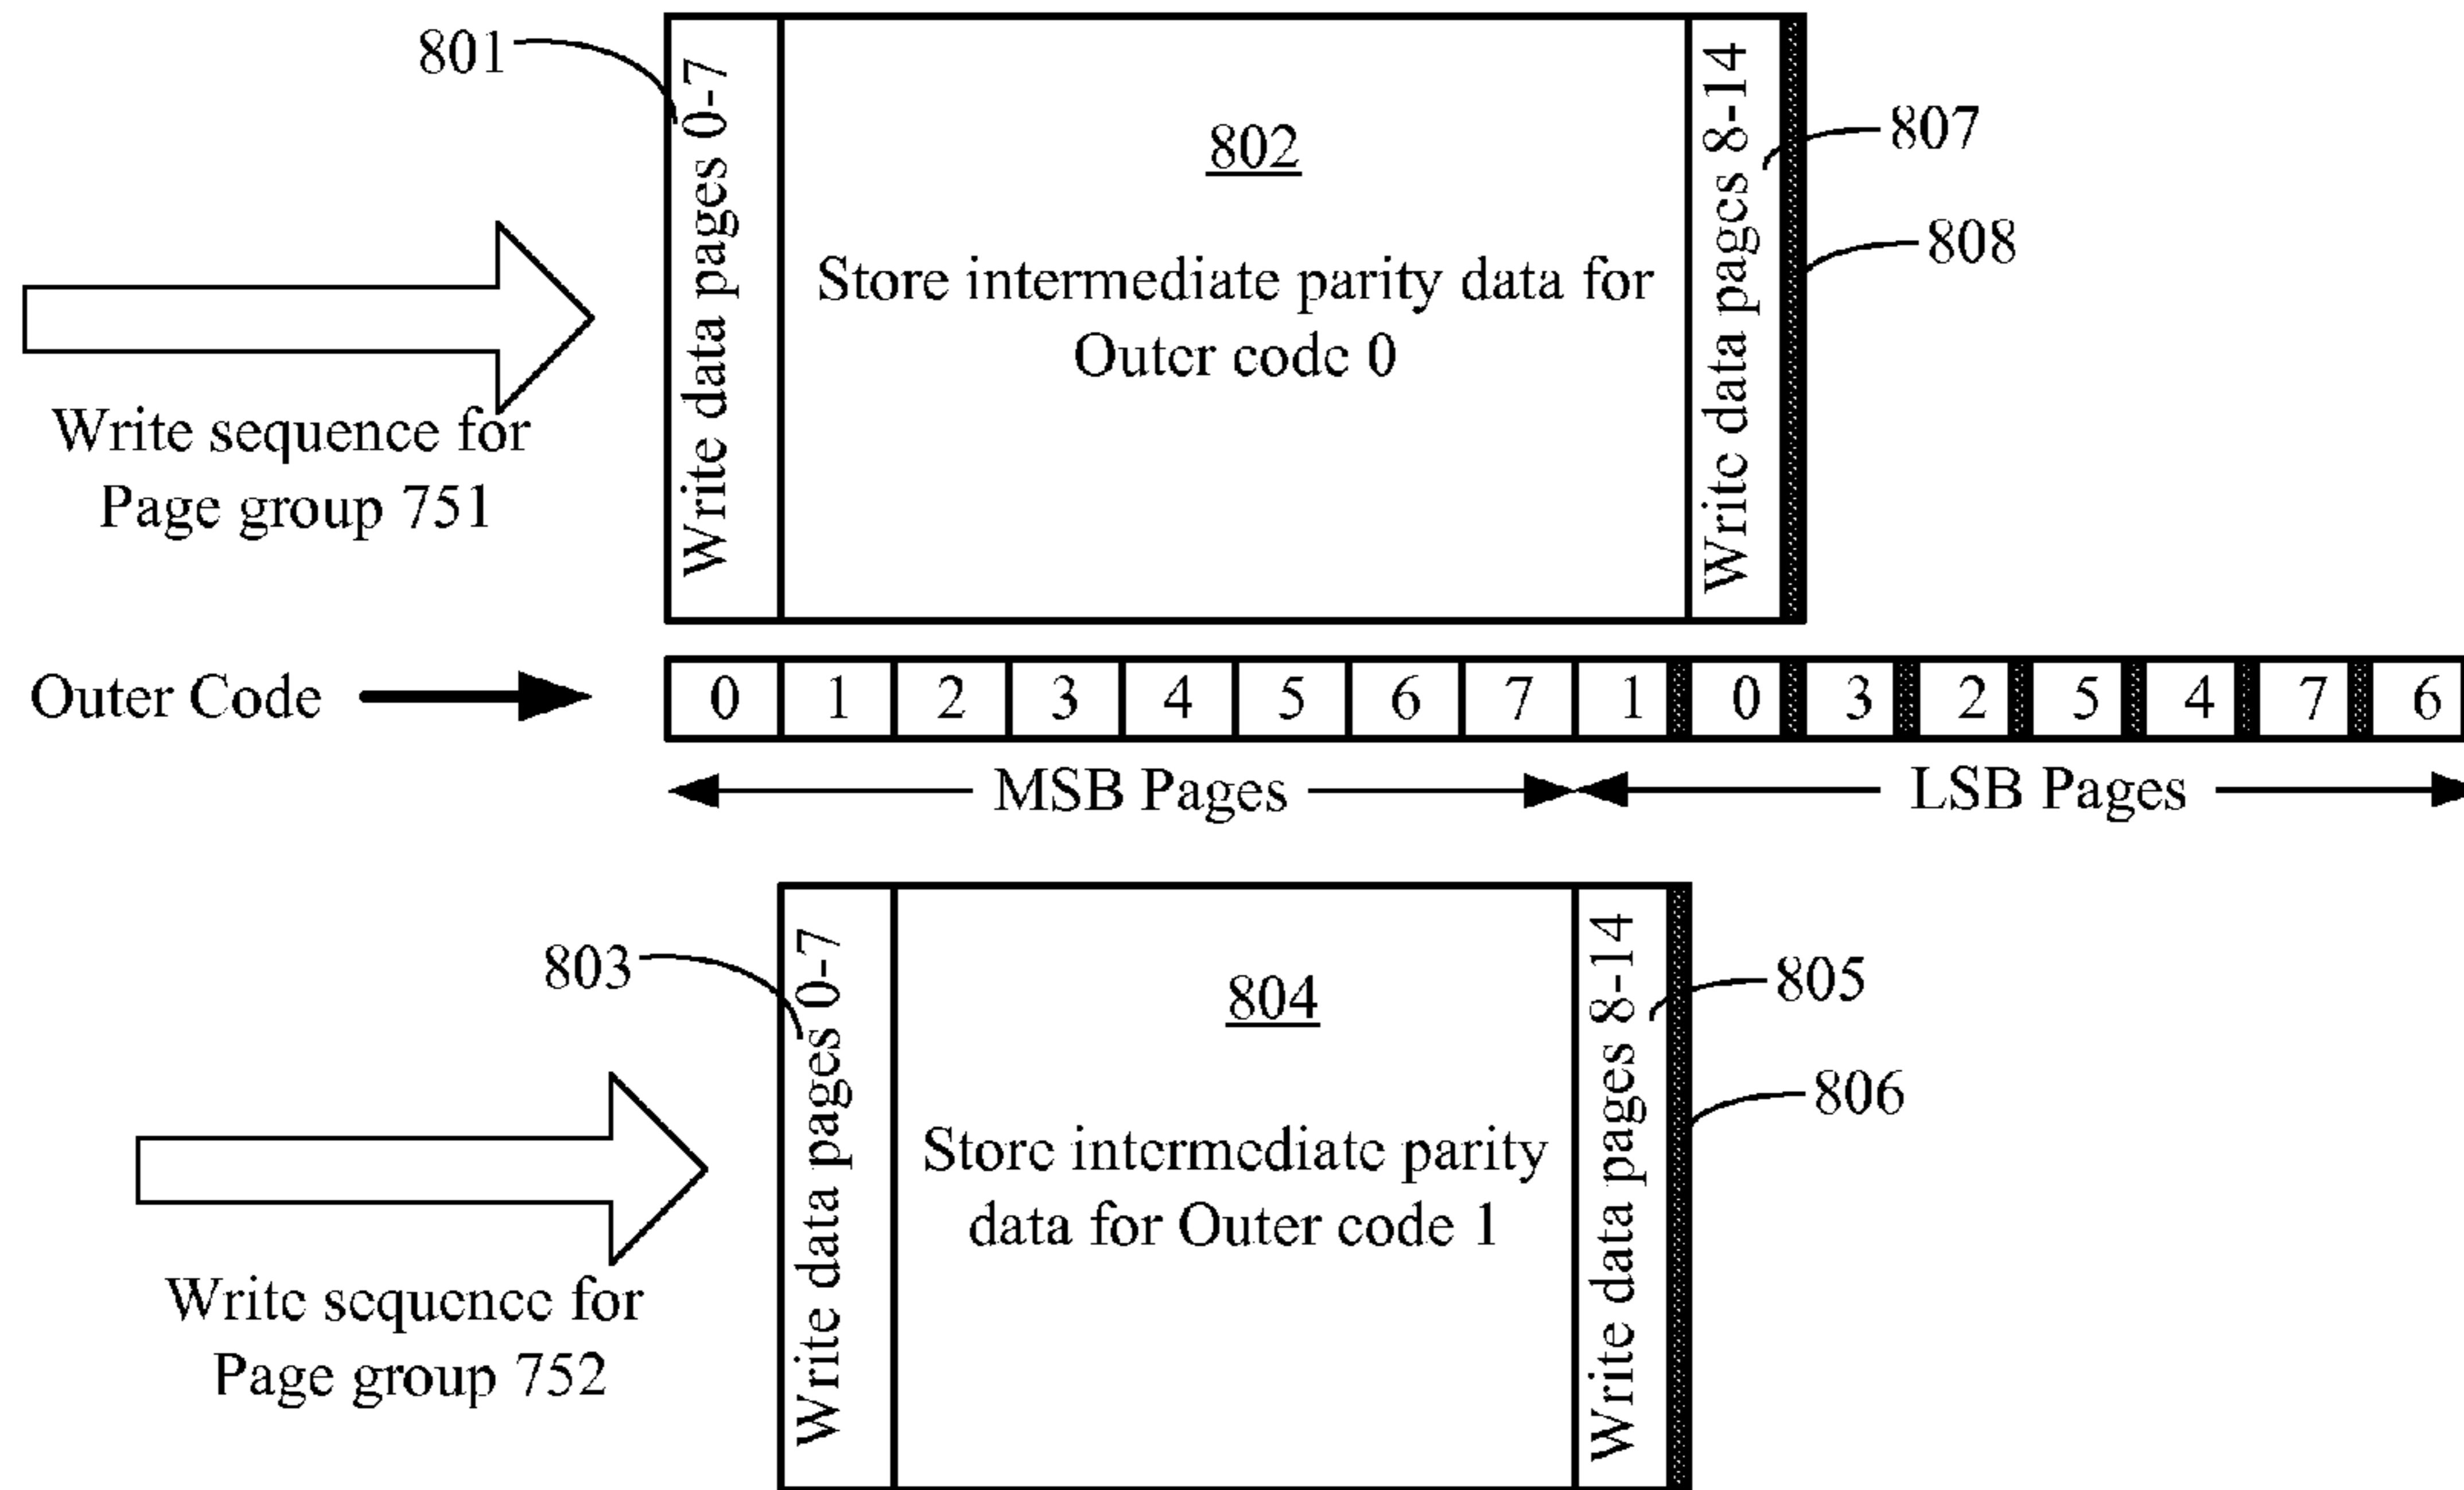 801
Write data pages 0-7
802
Store intermediate parity data for
Outer code 0
Write data pages 8-14
807
808
Write sequence for
Page group 751
Outer Code
0 1 2 3 4 5 6 7 1 0 3 2 5 4 7 6
MSB Pages
LSB Pages
803
Write data pages 0-7
804
Store intermediate parity
data for Outer code 1
Write data pages 8-14
805
806
Write sequence for
Page group 752